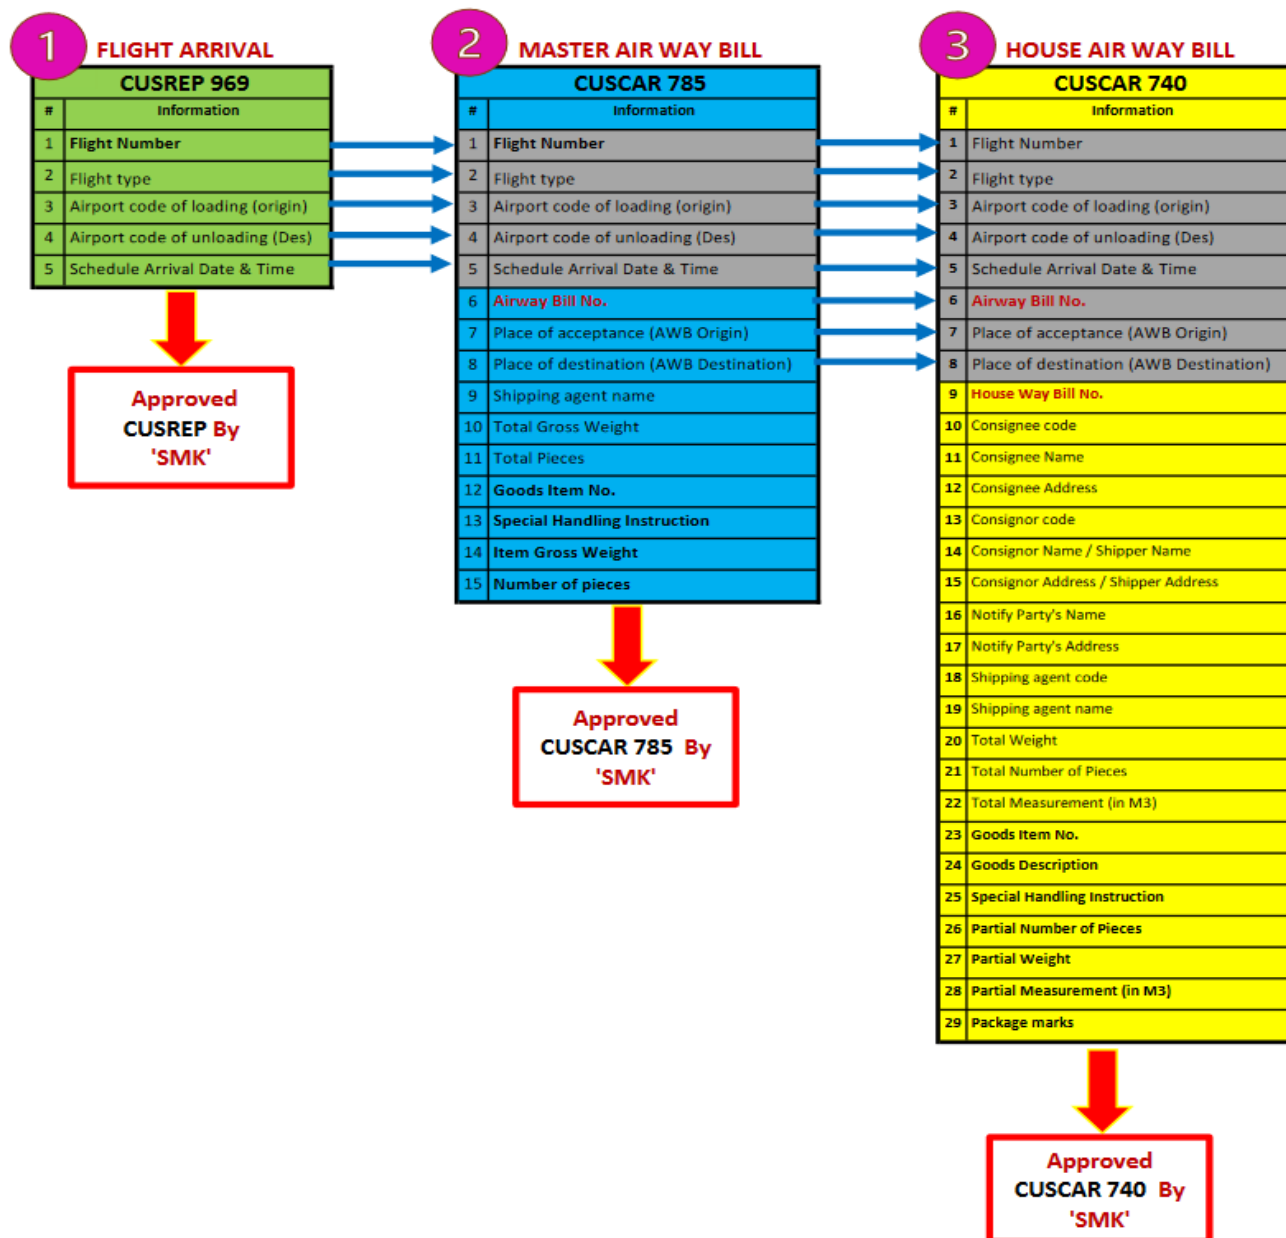 1
FLIGHT ARRIVAL
CUSREP 969
# Information
1 Flight Number
2 Flight type
3 Airport code of loading (origin)
4 Airport code of unloading (Des)
5 Schedule Arrival Date & Time
Approved
CUSREP By
'SMK'
2
MASTER AIR WAY BILL
CUSCAR 785
# Information
1 Flight Number
2 Flight type
3 Airport code of loading (origin)
4 Airport code of unloading (Des)
5 Schedule Arrival Date & Time
6 Airway Bill No.
7 Place of acceptance (AWB Origin)
8 Place of destination (AWB Destination)
9 Shipping agent name
10 Total Gross Weight
11 Total Pieces
12 Goods Item No.
13 Special Handling Instruction
14 Item Gross Weight
15 Number of pieces
Approved
CUSCAR 785 By
'SMK'
3
HOUSE AIR WAY BILL
CUSCAR 740
# Information
1 Flight Number
2 Flight type
3 Airport code of loading (origin)
4 Airport code of unloading (Des)
5 Schedule Arrival Date & Time
6 Airway Bill No.
7 Place of acceptance (AWB Origin)
8 Place of destination (AWB Destination)
9 House Way Bill No.
10 Consignee code
11 Consignee Name
12 Consignee Address
13 Consignor code
14 Consignor Name / Shipper Name
15 Consignor Address / Shipper Address
16 Notify Party's Name
17 Notify Party's Address
18 Shipping agent code
19 Shipping agent name
20 Total Weight
21 Total Number of Pieces
22 Total Measurement (in M3)
23 Goods Item No.
24 Goods Description
25 Special Handling Instruction
26 Partial Number of Pieces
27 Partial Weight
28 Partial Measurement (in M3)
29 Package marks
Approved
CUSCAR 740 By
'SMK'